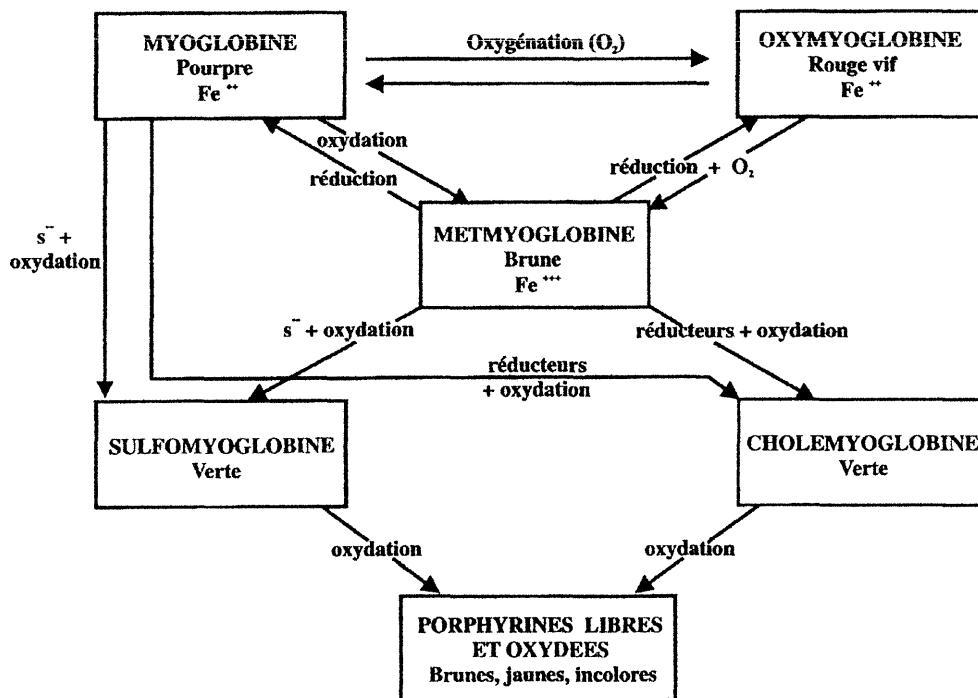 MYOGLOBINE
Pourpre
Fe ⁺⁺
Oxygénation (O₂)
OXYMYOGLOBINE
Rouge vif
Fe ⁺⁺
oxydation
réduction
réduction + O₂
METMYOGLOBINE
Brune
Fe ⁺⁺⁺
s⁻⁻ +
oxydation
s⁻⁻ + oxydation
réducteurs + oxydation
réducteurs
+ oxydation
SULFOMYOGLOBINE
Verte
CHOLEMYOGLOBINE
Verte
oxydation
oxydation
PORPHYRINES LIBRES
ET OXYDEES
Brunes, jaunes, incolores